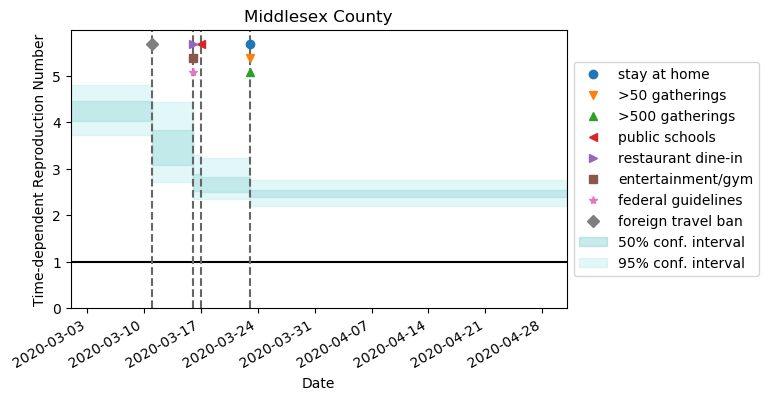 Middlesex County
Time-dependent Reproduction Number
5
4
3
2
1
0
2020-03-03
2020-03-10
2020-03-17
2020-03-24
2020-03-31
2020-04-07
2020-04-14
2020-04-21
2020-04-28
Date
stay at home
>50 gatherings
>500 gatherings
public schools
restaurant dine-in
entertainment/gym
federal guidelines
foreign travel ban
50% conf. interval
95% conf. interval